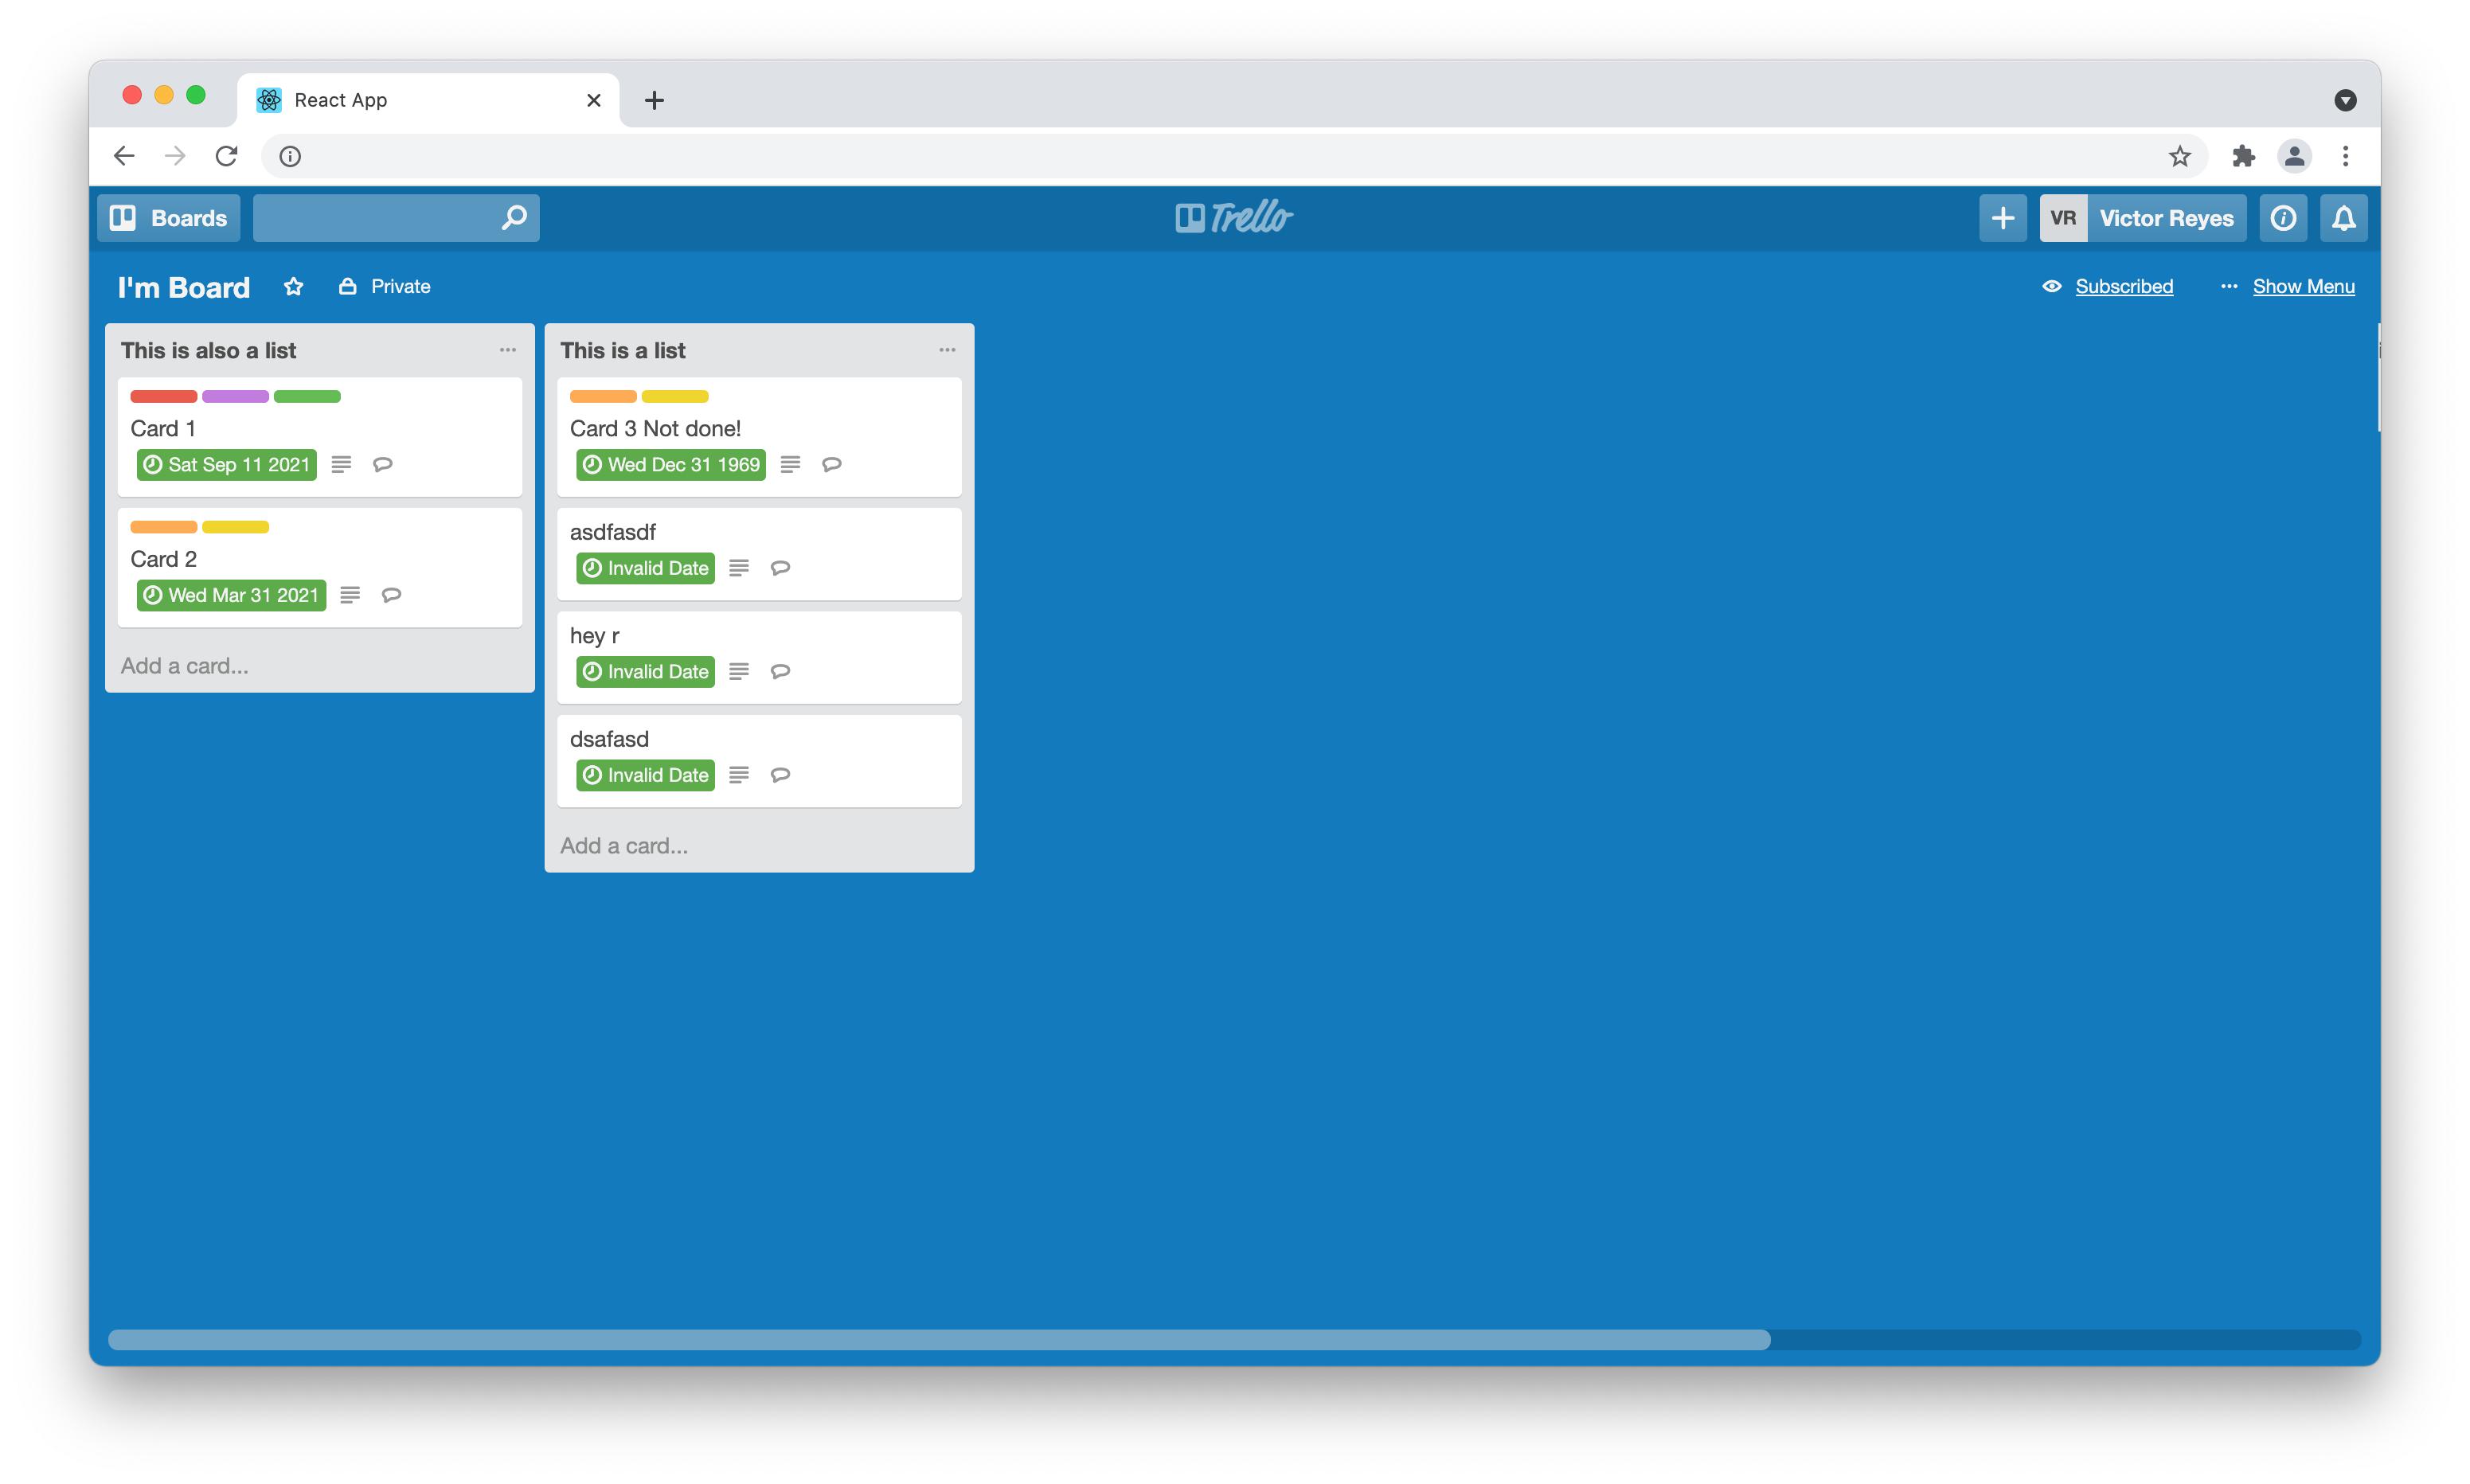 React App
Boards
Trello
VR
Victor Reyes
I'm Board
Private
Subscribed
Show Menu
This is also a list
Card 1
Sat Sep 11 2021
Card 2
Wed Mar 31 2021
Add a card...
This is a list
Card 3 Not done!
Wed Dec 31 1969
asdfasdf
Invalid Date
hey r
Invalid Date
dsafasd
Invalid Date
Add a card...